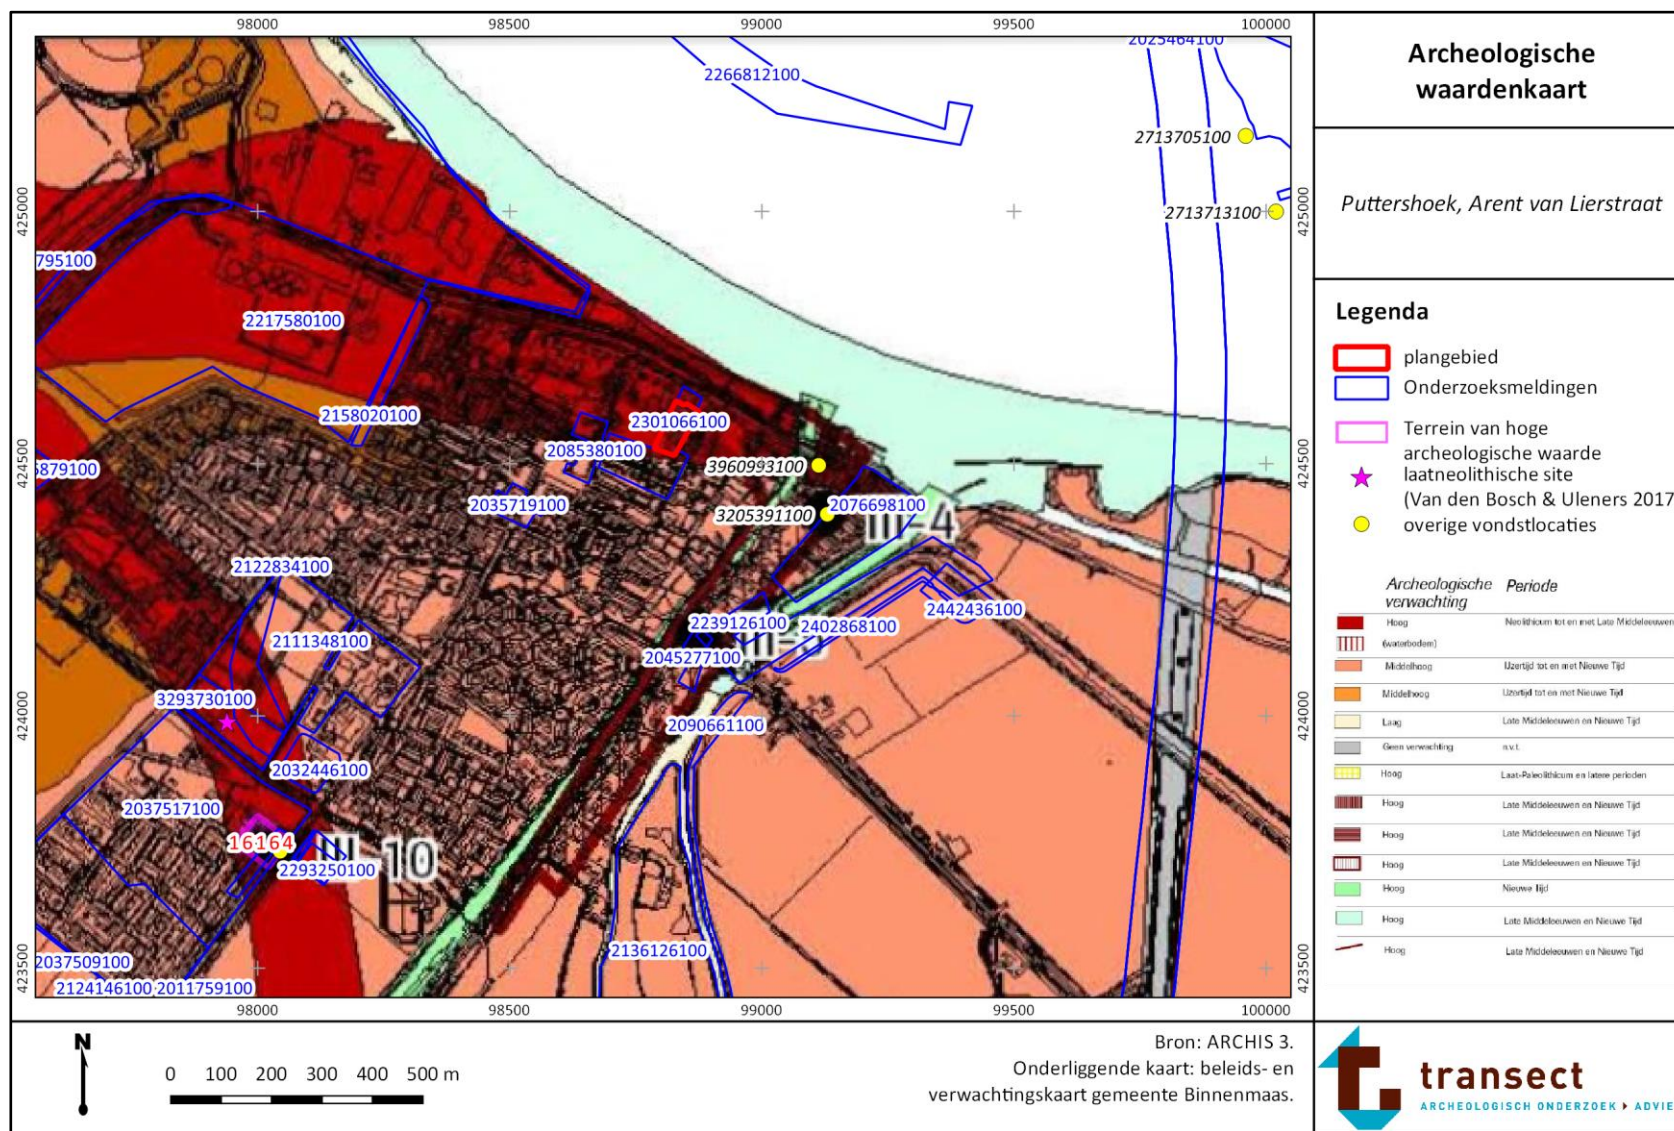 98000
98500
99000
99500
100000
425000
424500
424000
423500
425000
424500
424000
423500
2025464100
2266812100
2713705100
2713713100
795100
2217580100
2158020100
2301066100
2085380100
5879100
3960993100
2035719100
2076698100
3205391100
III-4
2122834100
2442436100
2239126100
2402868100
2111348100
2045277100
3293730100
2090661100
2032446100
2037517100
16164
III-10
2293250100
2136126100
2037509100
2124146100
2011759100
98000
98500
99000
99500
100000
Archeologische
waardenkaart
Puttershoek, Arent van Lierstraat
Legenda
plangebied
Onderzoeksmeldingen
Terrein van hoge
archeologische waarde
laatneolithische site
(Van den Bosch & Uleners 2017
overige vondstlocaties
Archeologische Periode
verwachting
Hoog Neolithicum tot en met Late Middeleeuwen
(waterbodem)
Middelhoog IJzertijd tot en met Nieuwe Tijd
Middelhoog IJzertijd tot en met Nieuwe Tijd
Laag Late Middeleeuwen en Nieuwe Tijd
Geen verwachting n.v.t.
Hoog Laat-Paleolithicum en latere perioden
Hoog Late Middeleeuwen en Nieuwe Tijd
Hoog Late Middeleeuwen en Nieuwe Tijd
Hoog Late Middeleeuwen en Nieuwe Tijd
Hoog Nieuwe Tijd
Hoog Late Middeleeuwen en Nieuwe Tijd
Hoog Late Middeleeuwen en Nieuwe Tijd
N
0 100 200 300 400 500 m
Bron: ARCHIS 3.
Onderliggende kaart: beleids- en
verwachtingskaart gemeente Binnenmaas.
transect
ARCHEOLOGISCH ONDERZOEK ▸ ADVIE